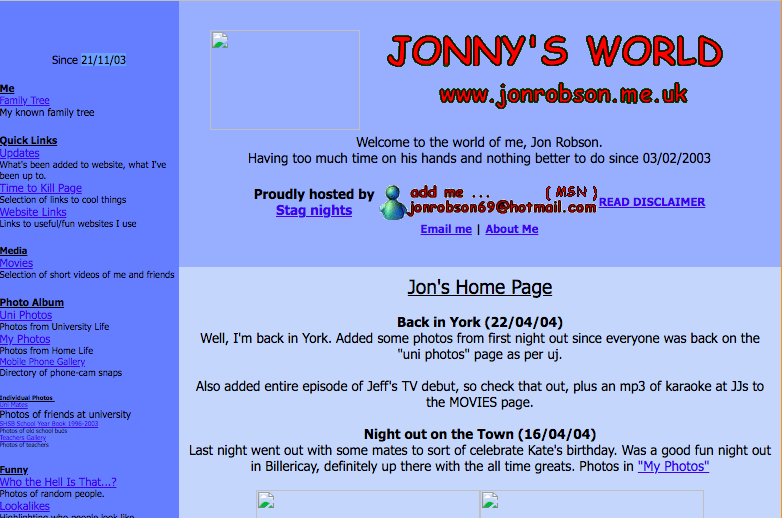 Since 21/11/03
Me
Family Tree
My known family tree
Quick Links
Updates
What's been added to website, what I've
been up to.
Time to Kill Page
Selection of links to cool things
Website Links
Links to useful/fun websites I use
Media
Movies
Selection of short videos of me and friends
Photo Album
Uni Photos
Photos from University Life
My Photos
Photos from Home Life
Mobile Phone Gallery
Directory of phone-cam snaps
Individual Photos
Uni Mates
Photos of friends at university
SHSB School Year Book 1996-2003
Photos of old school buds
Teachers Gallery
Photos of teachers
Funny
Who the Hell Is That...?
Photos of random people.
Lookalikes
Highlighting who people look like
JONNY'S WORLD
www.jonrobson.me.uk
Welcome to the world of me, Jon Robson.
Having too much time on his hands and nothing better to do since 03/02/2003
Proudly hosted by
Stag nights
add me ... ( MSN )
jonrobson69@hotmail.com
READ DISCLAIMER
Email me | About Me
Jon's Home Page
Back in York (22/04/04)
Well, I'm back in York. Added some photos from first night out since everyone was back on the
"uni photos" page as per uj.
Also added entire episode of Jeff's TV debut, so check that out, plus an mp3 of karaoke at JJs to
the MOVIES page.
Night out on the Town (16/04/04)
Last night went out with some mates to sort of celebrate Kate's birthday. Was a good fun night out
in Billericay, definitely up there with the all time greats. Photos in "My Photos"